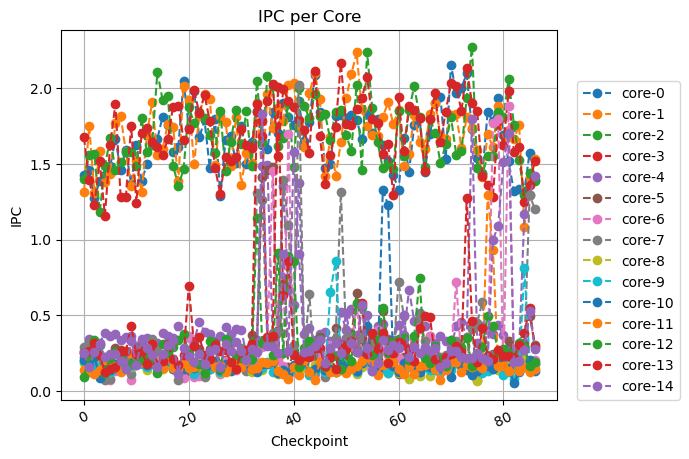 IPC per Core
IPC
2.0
1.5
1.0
0.5
0.0
0
20
40
60
80
Checkpoint
core-0
core-1
core-2
core-3
core-4
core-5
core-6
core-7
core-8
core-9
core-10
core-11
core-12
core-13
core-14